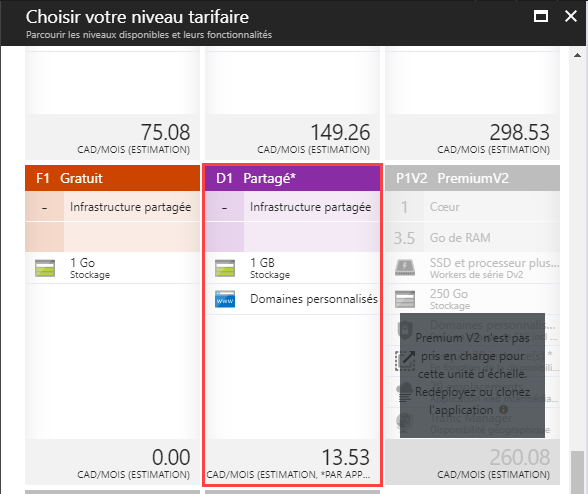 Choisir votre niveau tarifaire
Parcourir les niveaux disponibles et leurs fonctionnalités
75.08
CAD/MOIS (ESTIMATION)
149.26
CAD/MOIS (ESTIMATION)
298.53
CAD/MOIS (ESTIMATION)
F1 Gratuit
- Infrastructure partagée
1 Go
Stockage
0.00
CAD/MOIS (ESTIMATION)
D1 Partagé*
- Infrastructure partagée
1 GB
Stockage
www
Domaines personnalisés
13.53
CAD/MOIS (ESTIMATION, *PAR APP...
P1V2 PremiumV2
1 Cœur
3.5 Go de RAM
SSD et processeur plus...
Workers de série Dv2
250 Go
Stockage
Domaines personnalis...
Premium V2 n'est pas
pris en charge pour
cette unité d'échelle.
Redéployez ou clonez
l'application
Traffic Manager
Disponibilité géographique
260.08
CAD/MOIS (ESTIMATION)